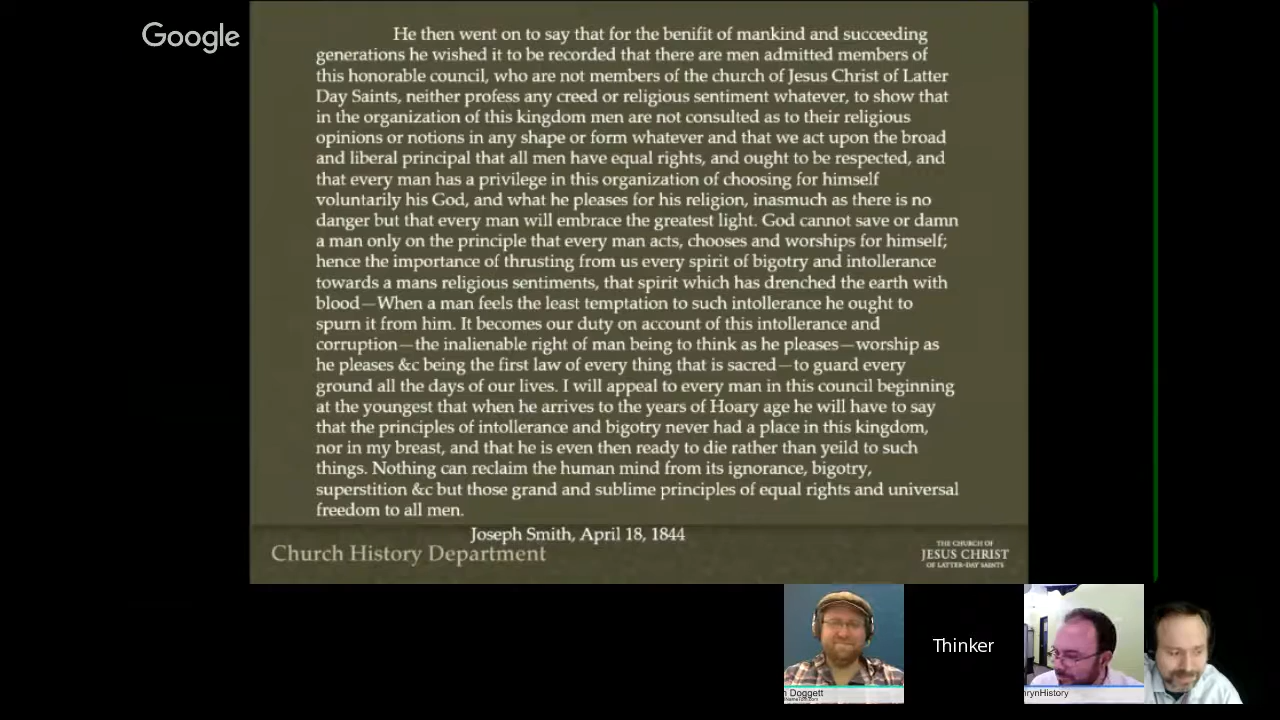 Google
He then went on to say that for the benifit of mankind and succeeding
generations he wished it to be recorded that there are men admitted members of
this honorable council, who are not members of the church of Jesus Christ of Latter
Day Saints, neither profess any creed or religious sentiment whatever, to show that
in the organization of this kingdom men are not consulted as to their religious
opinions or notions in any shape or form whatever and that we act upon the broad
and liberal principal that all men have equal rights, and ought to be respected, and
that every man has a privilege in this organization of choosing for himself
voluntarily his God, and what he pleases for his religion, inasmuch as there is no
danger but that every man will embrace the greatest light. God cannot save or damn
a man only on the principle that every man acts, chooses and worships for himself;
hence the importance of thrusting from us every spirit of bigotry and intollerance
towards a mans religious sentiments, that spirit which has drenched the earth with
blood—When a man feels the least temptation to such intollerance he ought to
spurn it from him. It becomes our duty on account of this intollerance and
corruption—the inalienable right of man being to think as he pleases—worship as
he pleases &c being the first law of every thing that is sacred—to guard every
ground all the days of our lives. I will appeal to every man in this council beginning
at the youngest that when he arrives to the years of Hoary age he will have to say
that the principles of intollerance and bigotry never had a place in this kingdom,
nor in my breast, and that he is even then ready to die rather than yeild to such
things. Nothing can reclaim the human mind from its ignorance, bigotry,
superstition &c but those grand and sublime principles of equal rights and universal
freedom to all men.
Joseph Smith, April 18, 1844
Church History Department
THE CHURCH OF
JESUS CHRIST
OF LATTER-DAY SAINTS
Thinker
n Doggett
hrynHistory